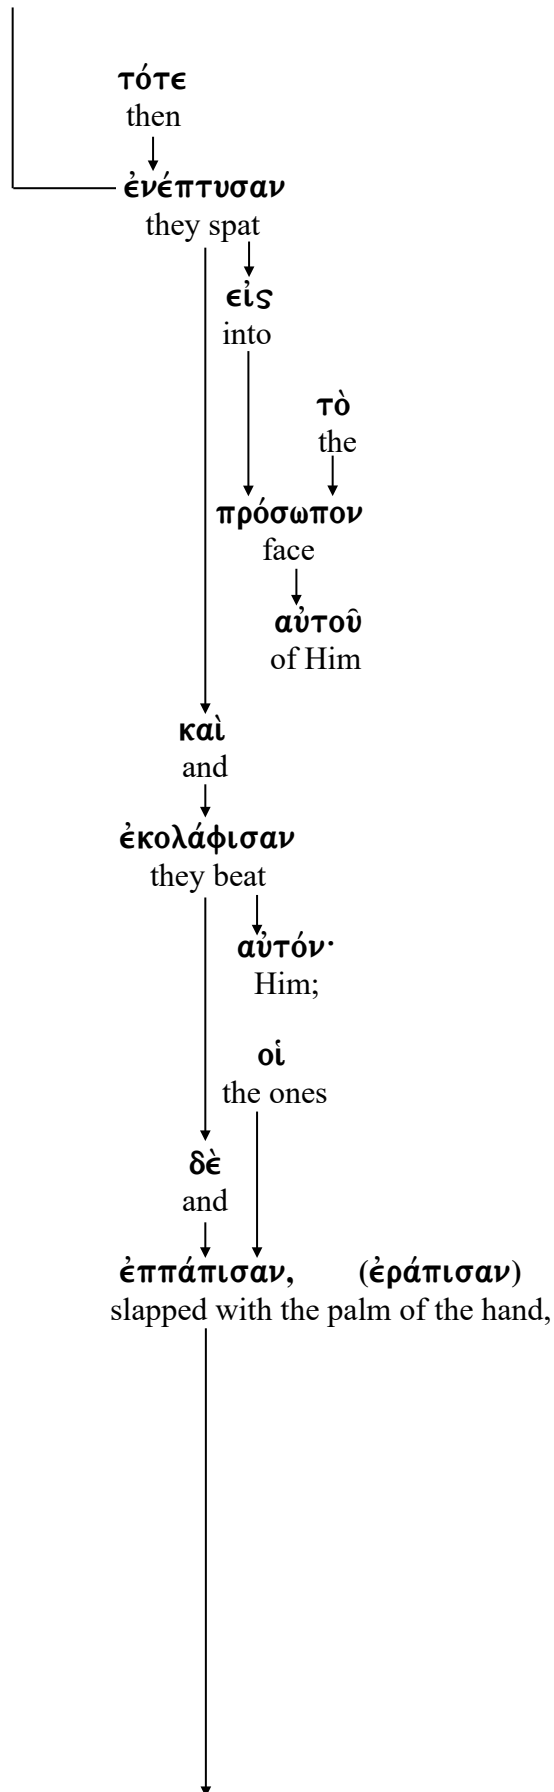 τότε
then
ἐνέπτυσαν
they spat
εἰς
into
τὸ
the
πρόσωπον
face
αὐτοῦ
of Him
καὶ
and
ἐκολάφισαν
they beat
αὐτόν·
Him;
οἱ
the ones
δὲ
and
ἐππάπισαν, (ἐράπισαν)
slapped with the palm of the hand,